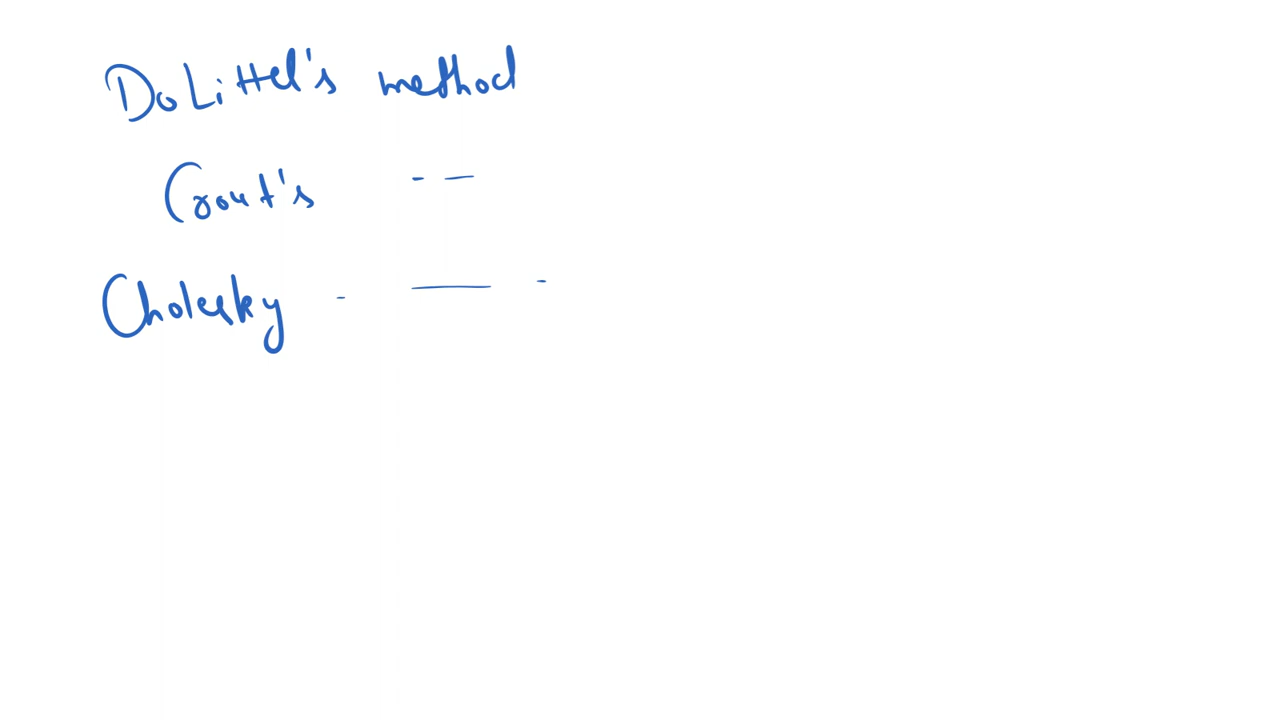 DoLittel's method
Crout's - —
Cholesky - — -